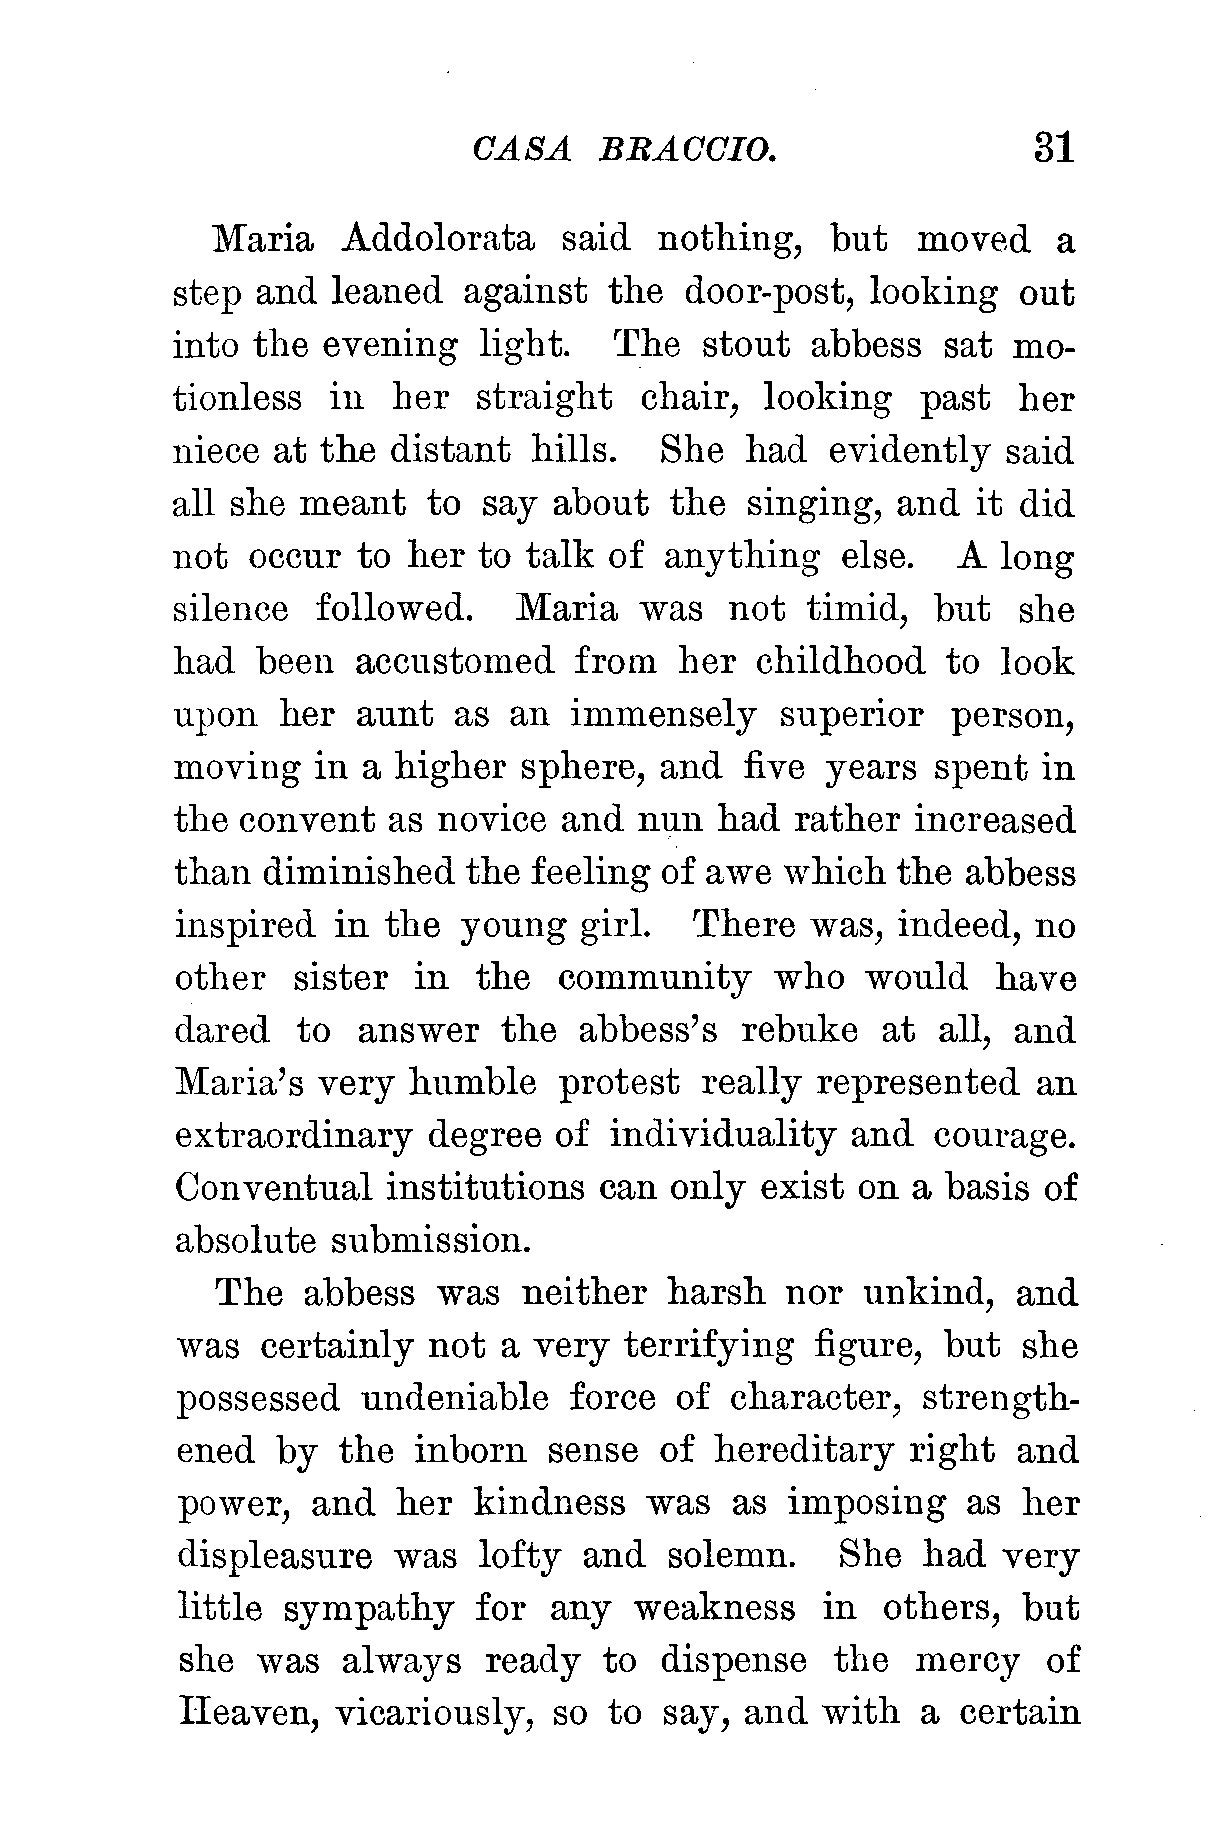 CASA BRACCIO. 31
Maria Addolorata said nothing, but moved a
step and leaned against the door-post, looking out
into the evening light. The stout abbess sat mo-
tionless in her straight chair, looking past her
niece at the distant hills. She had evidently said
all she meant to say about the singing, and it did
not occur to her to talk of anything else. A long
silence followed. Maria was not timid, but she
had been accustomed from her childhood to look
upon her aunt as an immensely superior person,
moving in a higher sphere, and five years spent in
the convent as novice and nun had rather increased
than diminished the feeling of awe which the abbess
inspired in the young girl. There was, indeed, no
other sister in the community who would have
dared to answer the abbess's rebuke at all, and
Maria's very humble protest really represented an
extraordinary degree of individuality and courage.
Conventual institutions can only exist on a basis of
absolute submission.
The abbess was neither harsh nor unkind, and
was certainly not a very terrifying figure, but she
possessed undeniable force of character, strength-
ened by the inborn sense of hereditary right and
power, and her kindness was as imposing as her
displeasure was lofty and solemn. She had very
little sympathy for any weakness in others, but
she was always ready to dispense the mercy of
Heaven, vicariously, so to say, and with a certain